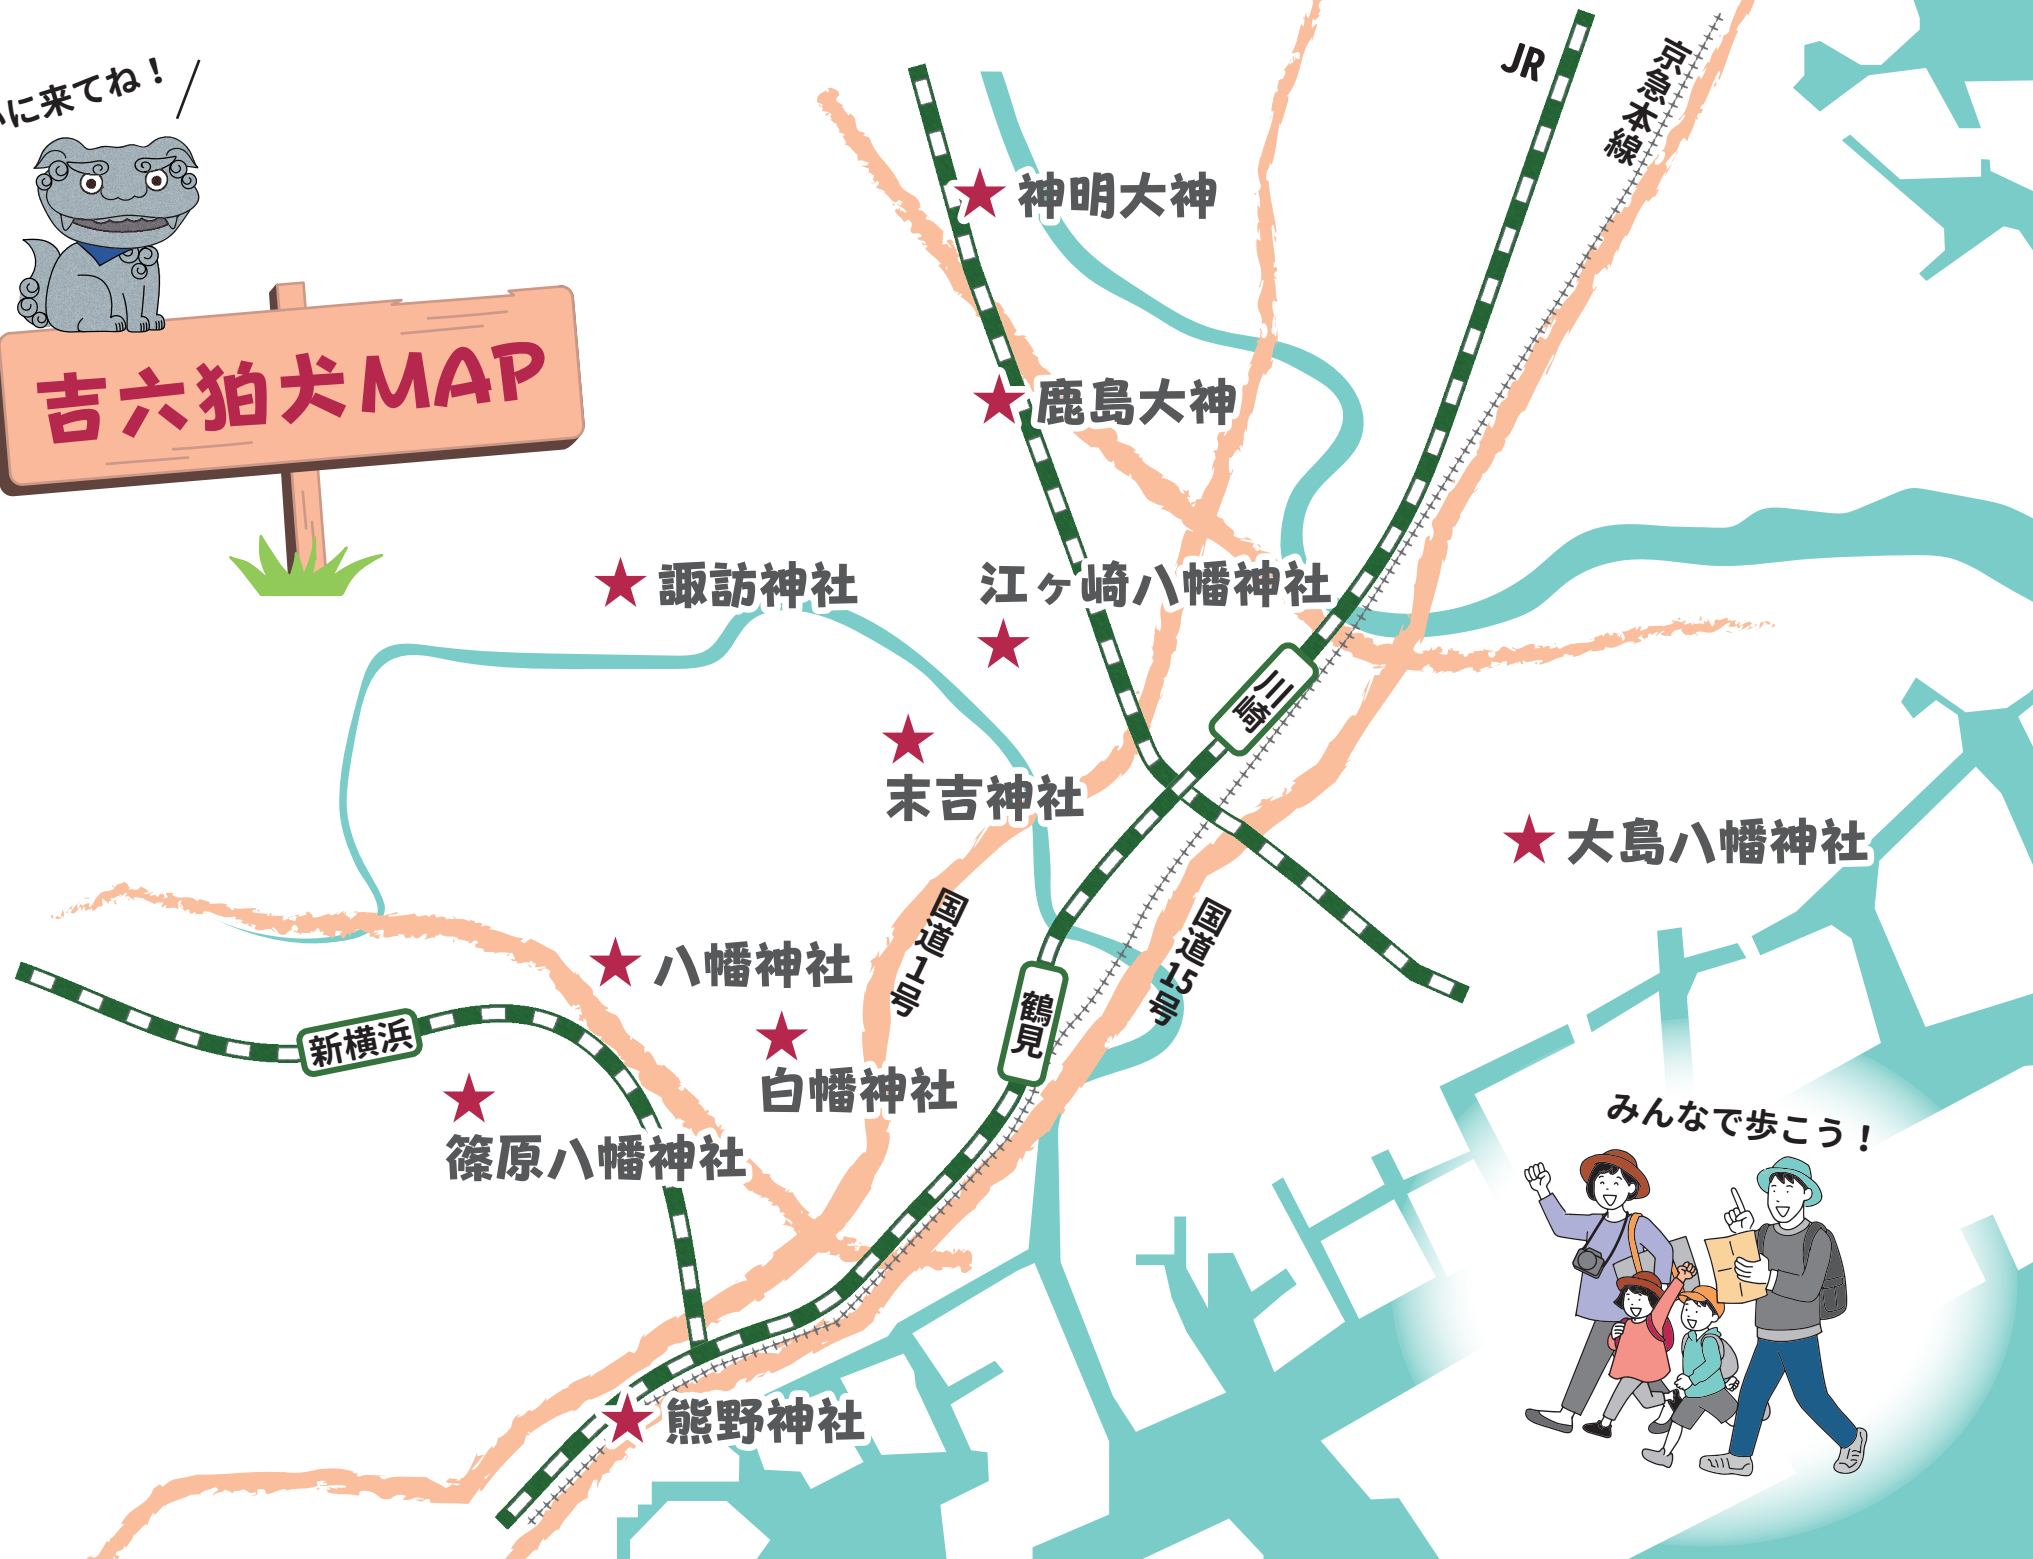 に来てね！
吉六狛犬MAP
JR
京急本線
神明大神
鹿島大神
諏訪神社
江ヶ崎八幡神社
川崎
末吉神社
大島八幡神社
国道1号
国道15号
八幡神社
鶴見
新横浜
白幡神社
篠原八幡神社
みんなで歩こう！
熊野神社